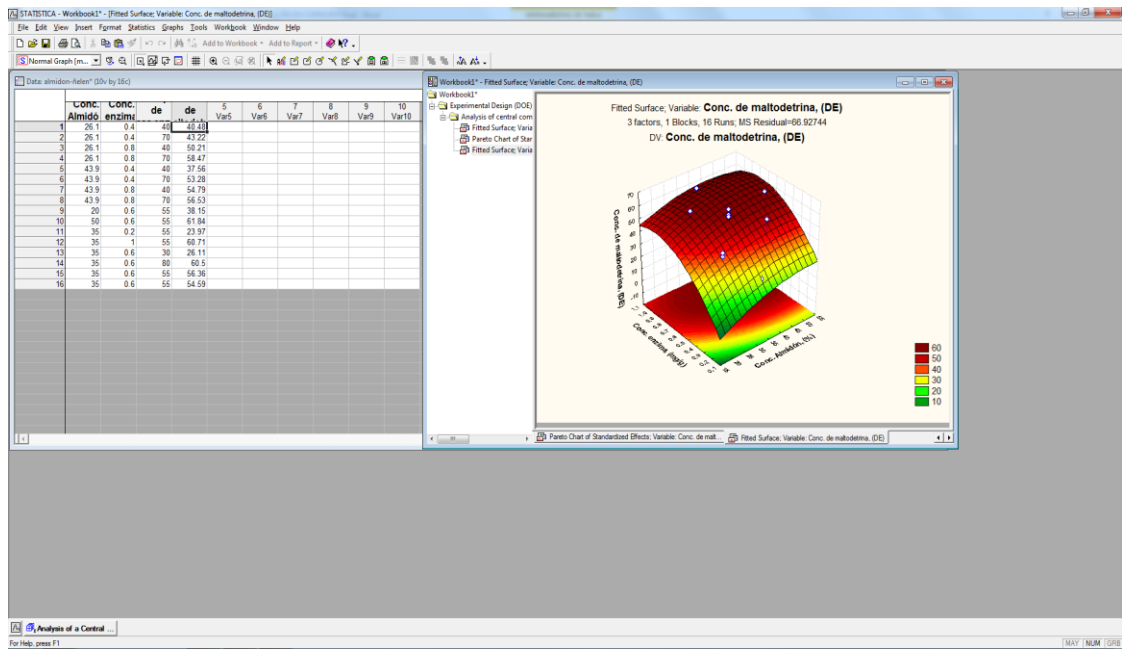 STATISTICA - Workbook1* - [Fitted Surface; Variable: Conc. de maltodetrina, (DE)]
File Edit View Insert Format Statistics Graphs Tools Workbook Window Help
Add to Workbook Add to Report
Normal Graph [m...
Data: almidon-ñelen* (10v by 16c)
Conc. Almidó Conc. enzima de de 5 Var5 6 Var6 7 Var7 8 Var8 9 Var9 10 Var10
1 26.1 0.4 40 40.48
2 26.1 0.4 70 43.22
3 26.1 0.8 40 50.21
4 26.1 0.8 70 58.47
5 43.9 0.4 40 37.56
6 43.9 0.4 70 53.28
7 43.9 0.8 40 54.79
8 43.9 0.8 70 56.53
9 20 0.6 55 38.15
10 50 0.6 55 61.84
11 35 0.2 55 23.97
12 35 1 55 60.71
13 35 0.6 30 26.11
14 35 0.6 80 60.5
15 35 0.6 55 56.36
16 35 0.6 55 54.59
Workbook1* - Fitted Surface; Variable: Conc. de maltodetrina, (DE)
Workbook1*
Experimental Design (DOE)
Analysis of central com
Fitted Surface; Varia
Pareto Chart of Star
Fitted Surface; Varia
Fitted Surface; Variable: Conc. de maltodetrina, (DE)
3 factors, 1 Blocks, 16 Runs; MS Residual=66.92744
DV: Conc. de maltodetrina, (DE)
Conc. de maltodetrina, (DE)
Conc. enzima (mg/g)
Conc. Almidón, (%)
60
50
40
30
20
10
Pareto Chart of Standardized Effects; Variable: Conc. de malt...
Fitted Surface; Variable: Conc. de maltodetrina, (DE)
Analysis of a Central ...
For Help, press F1
MAY NUM GRB